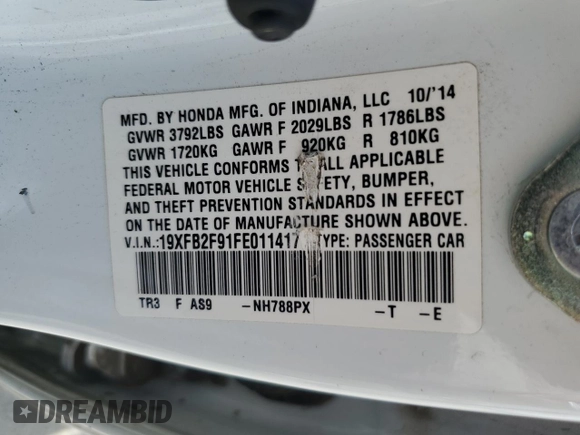 MFD. BY HONDA MFG. OF INDIANA, LLC 10/'14
GVWR 3792LBS GAWR F 2029LBS R 1786LBS
GVWR 1720KG GAWR F 920KG R 810KG
THIS VEHICLE CONFORMS ALL APPLICABLE
FEDERAL MOTOR VEHICLE SAFETY, BUMPER,
AND THEFT PREVENTION STANDARDS IN EFFECT
ON THE DATE OF MANUFACTURE SHOWN ABOVE.
V.I.N.:19XFB2F91FE011417 TYPE: PASSENGER CAR
TR3 F AS9 -NH788PX -T -E
DREAMBID